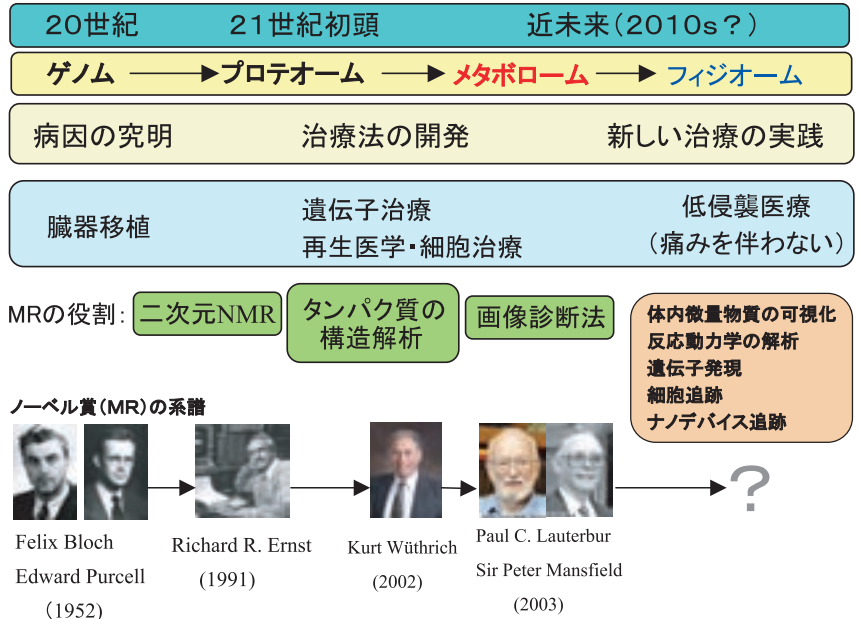 20世紀 21世紀初頭 近未来(2010s?)
ゲノム プロテオーム メタボローム フィジオーム
病因の究明 治療法の開発 新しい治療の実践
臓器移植
遺伝子治療
再生医学・細胞治療
低侵襲医療
(痛みを伴わない)
MRの役割:
二次元NMR
タンパク質の
構造解析
画像診断法
体内微量物質の可視化
反応動力学の解析
遺伝子発現
細胞追跡
ナノデバイス追跡
ノーベル賞(MR)の系譜
Felix Bloch
Edward Purcell
(1952)
Richard R. Ernst
(1991)
Kurt Wüthrich
(2002)
Paul C. Lauterbur
Sir Peter Mansfield
(2003)
?